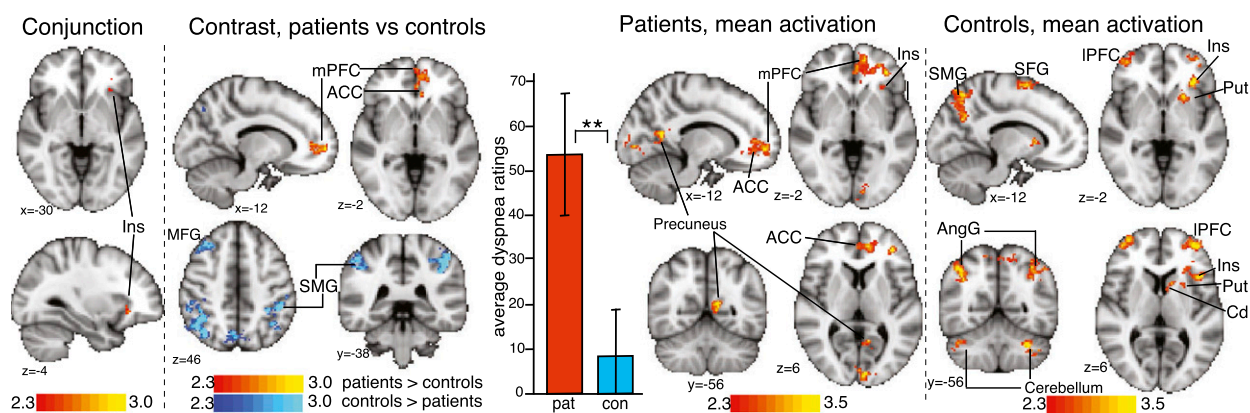 Conjunction
x=-30
Ins
z=-4
2.3 3.0
Contrast, patients vs controls
mPFC
ACC
x=-12
z=-2
MFG
SMG
z=46
y=-38
2.3 3.0 patients > controls
2.3 3.0 controls > patients
average dyspnea ratings
70
60
50
40
30
20
10
0
**
pat con
Patients, mean activation
mPFC
Ins
ACC
x=-12
z=-2
Precuneus
ACC
y=-56
z=6
2.3 3.5
Controls, mean activation
SMG
SFG
lPFC
Ins
Put
x=-12
z=-2
AngG
lPFC
Ins
Put
Cd
y=-56
Cerebellum
z=6
2.3 3.5